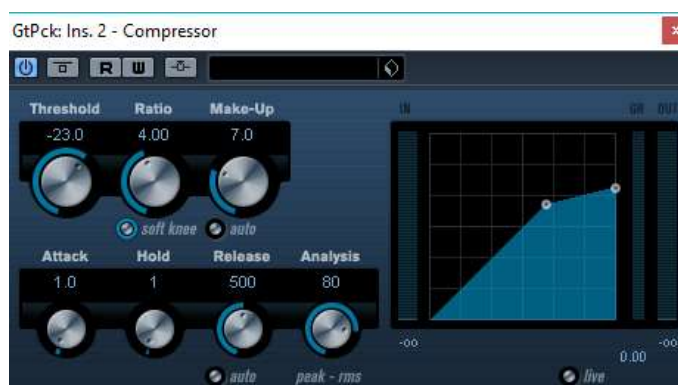 GtPck: Ins. 2 - Compressor
R W
Threshold Ratio Make-Up
-23.0 4.00 7.0
soft knee auto
Attack Hold Release Analysis
1.0 1 500 80
auto peak - rms
IN GR OUT
-oo -oo
0.00
live